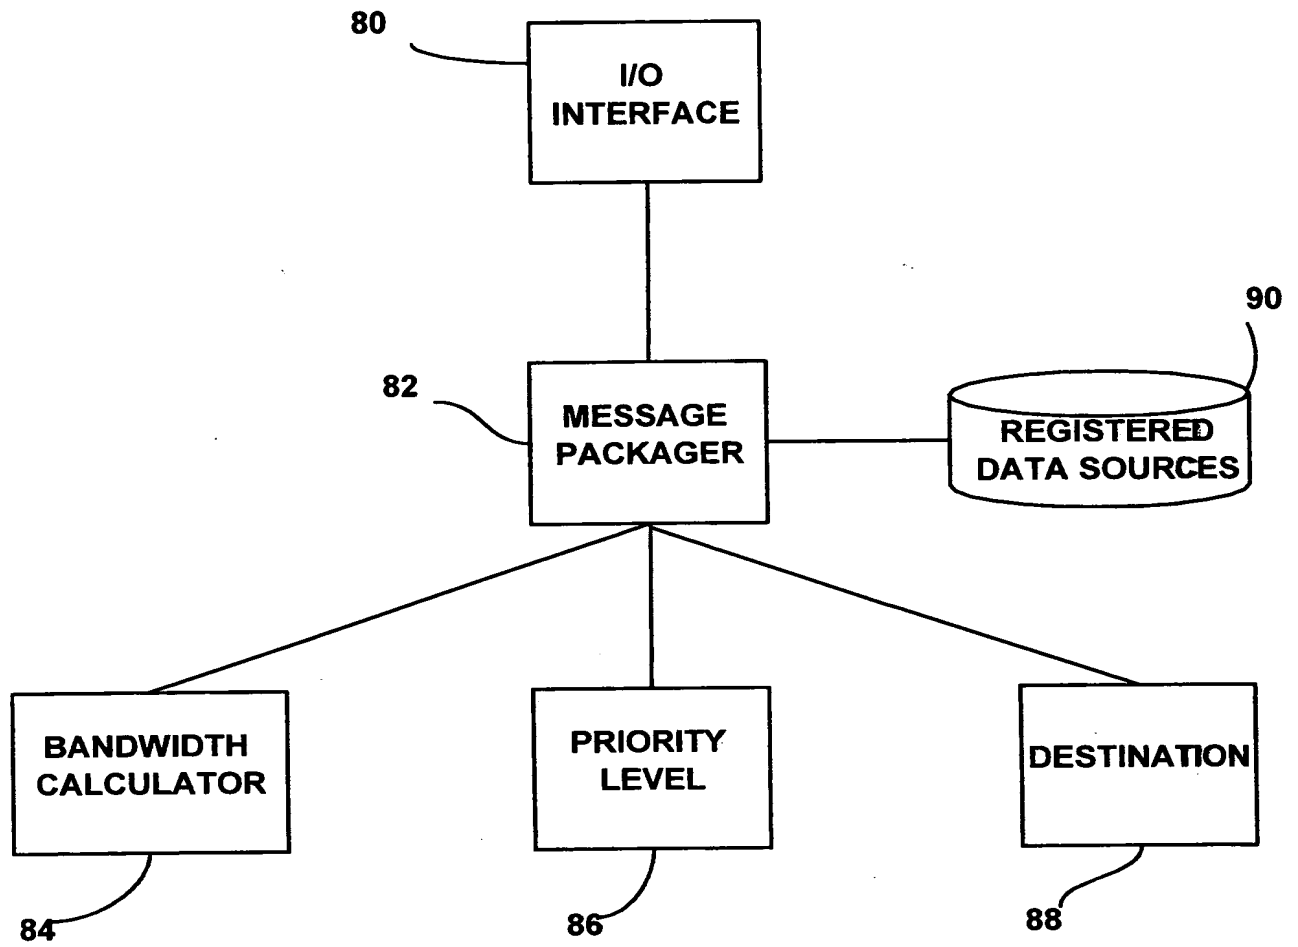 80
I/O
INTERFACE
90
82
MESSAGE
PACKAGER
REGISTERED
DATA SOURCES
BANDWIDTH
CALCULATOR
PRIORITY
LEVEL
DESTINATION
84
86
88